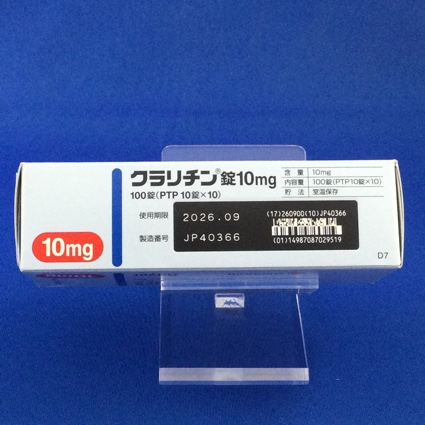 クラリチン®錠10mg
100錠(PTP 10錠×10)
含 量 10mg
内容量 100錠(PTP10錠×10)
貯 法 室温保存
使用期限 2026.09
製造番号 JP40366
(17)260900(10)JP40366
(01)14987087029519
10mg
D7